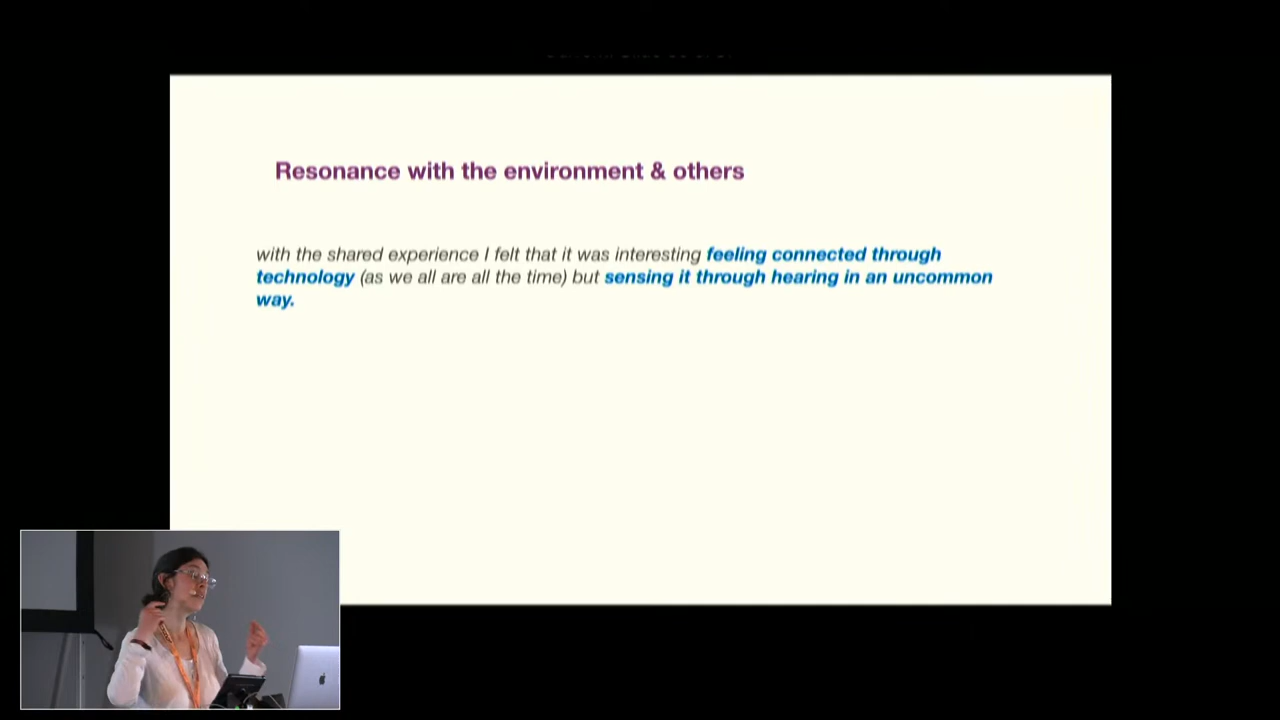 Resonance with the environment & others
with the shared experience I felt that it was interesting feeling connected through
technology (as we all are all the time) but sensing it through hearing in an uncommon
way.